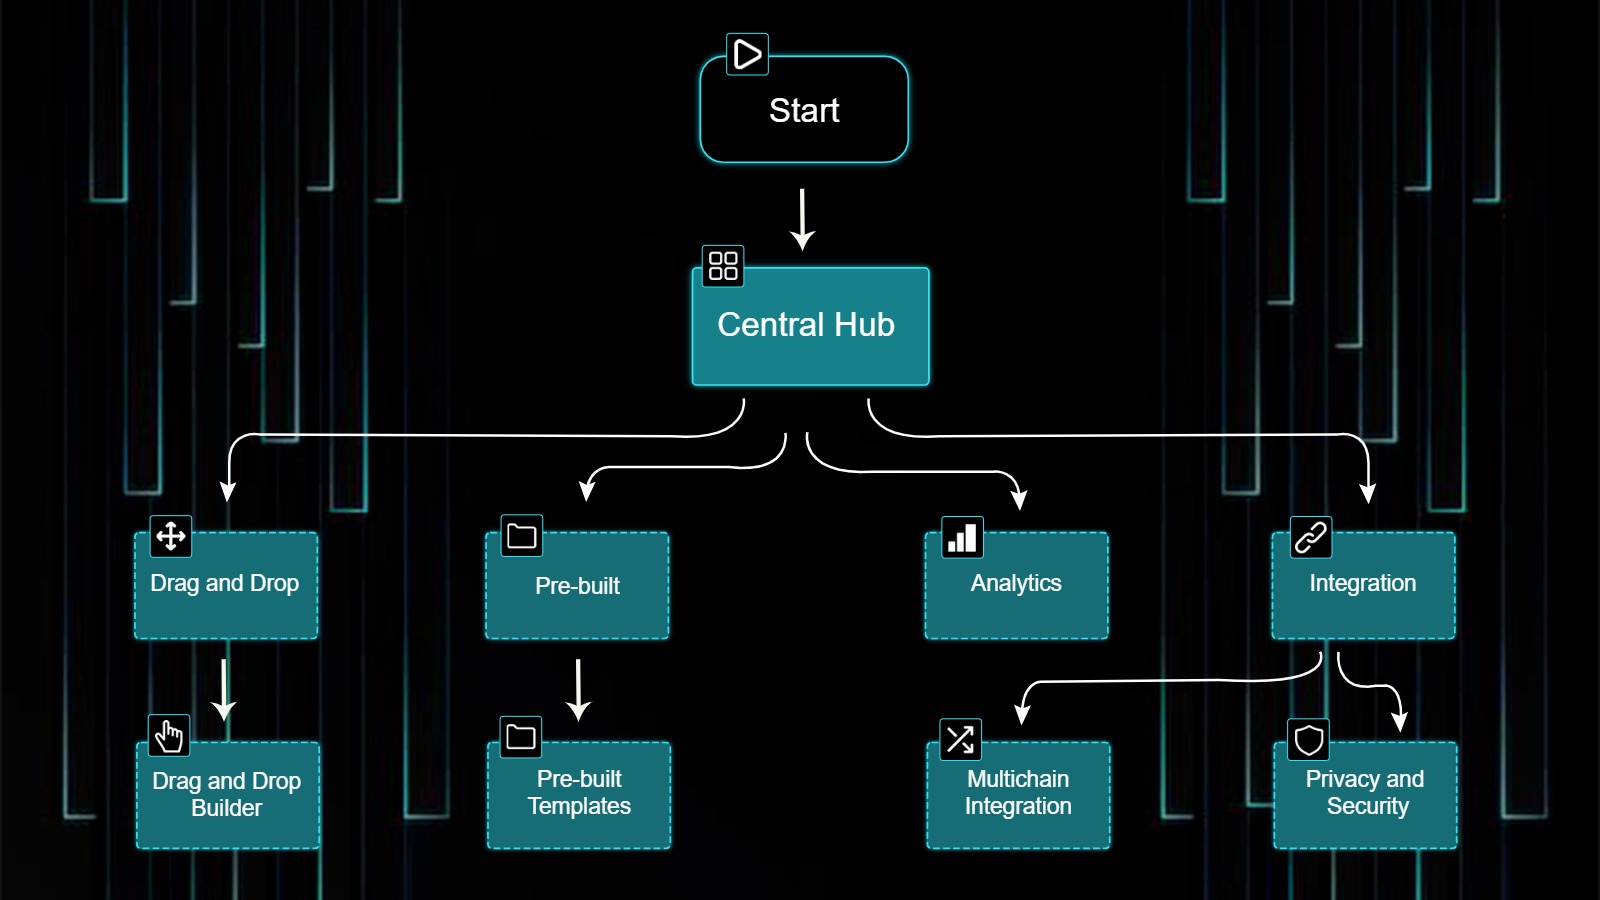 Start
Central Hub
Drag and Drop
Pre-built
Analytics
Integration
Drag and Drop
Builder
Pre-built
Templates
Multichain
Integration
Privacy and
Security